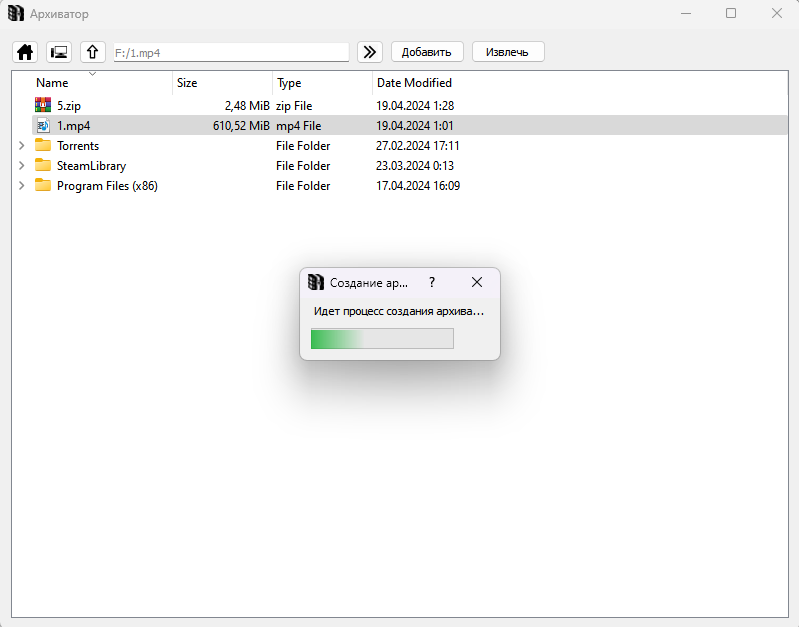 Архиватор
F:/1.mp4 Добавить Извлечь
Name Size Type Date Modified
5.zip 2,48 MiB zip File 19.04.2024 1:28
1.mp4 610,52 MiB mp4 File 19.04.2024 1:01
Torrents File Folder 27.02.2024 17:11
SteamLibrary File Folder 23.03.2024 0:13
Program Files (x86) File Folder 17.04.2024 16:09
Создание ар... ?
Идет процесс создания архива...